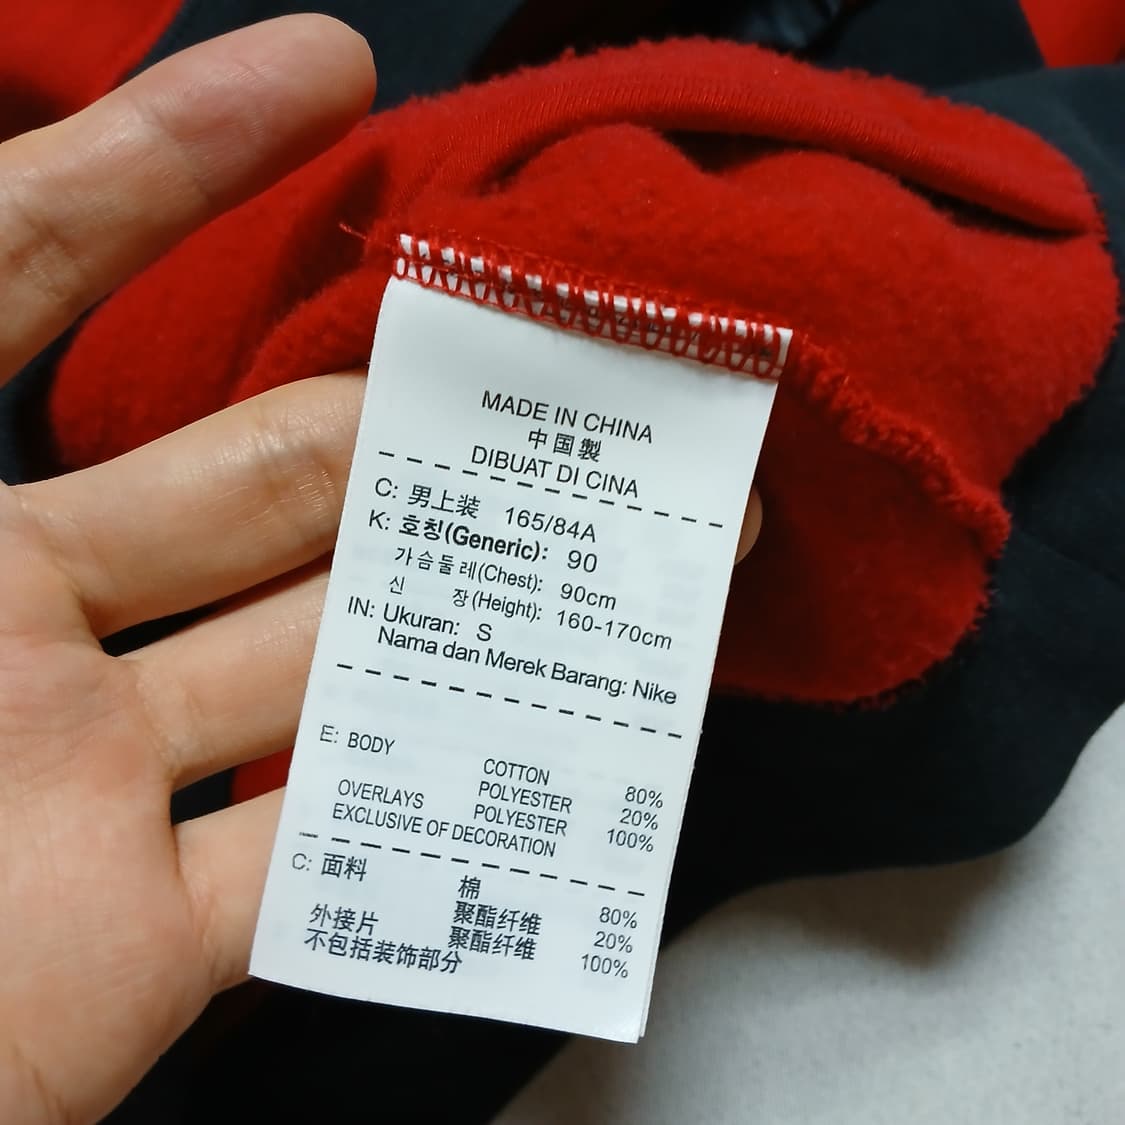 MADE IN CHINA
中国製
DIBUAT DI CINA
C: 男上装 165/84A
K: 호칭(Generic): 90
가슴둘레(Chest): 90cm
신 장(Height): 160-170cm
IN: Ukuran: S
Nama dan Merek Barang: Nike
E: BODY
COTTON 80%
POLYESTER 20%
OVERLAYS POLYESTER 100%
EXCLUSIVE OF DECORATION
C: 面料
棉 80%
聚酯纤维 20%
外接片 聚酯纤维 100%
不包括装饰部分